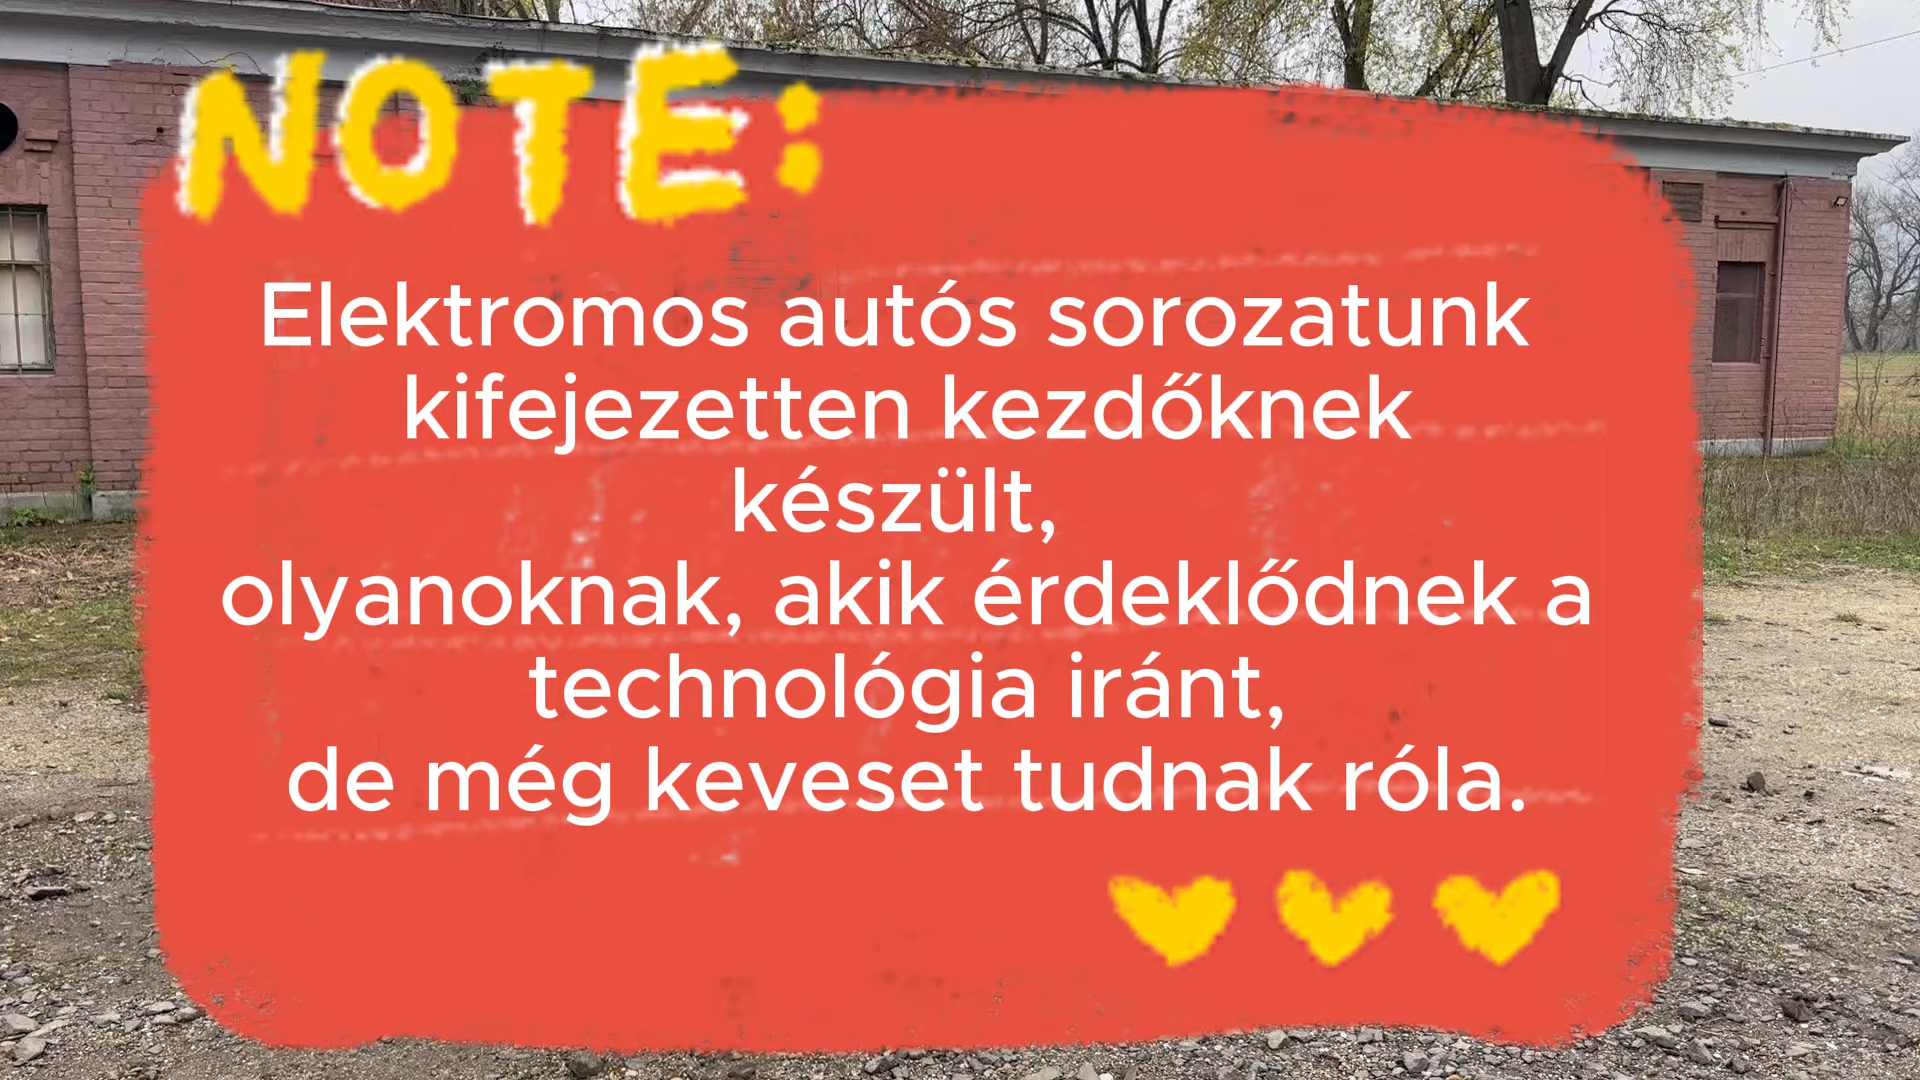 NOTE:
Elektromos autós sorozatunk
kifejezetten kezdőknek
készült,
olyanoknak, akik érdeklődnek a
technológia iránt,
de még keveset tudnak róla.